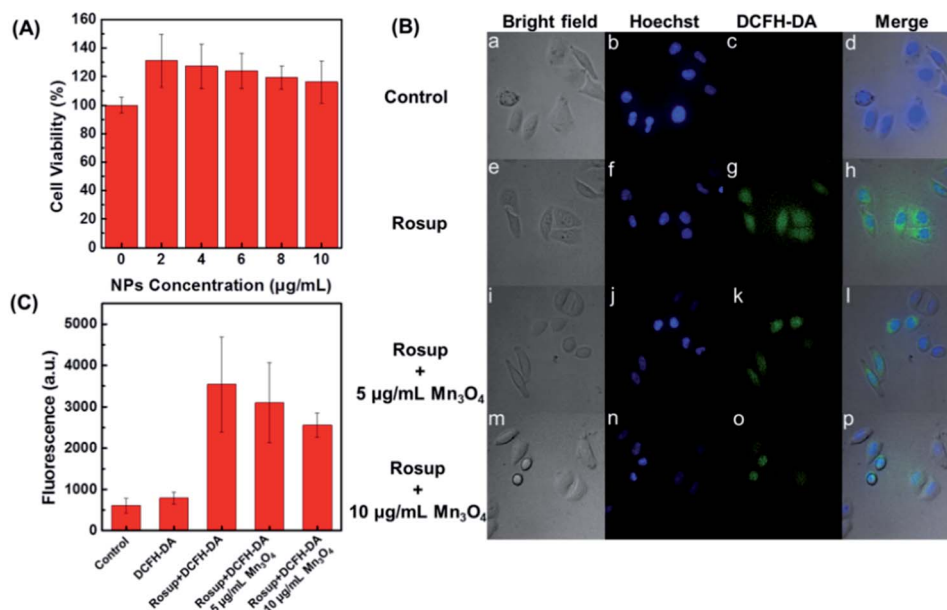 (A)
Cell Viability (%)
160
140
120
100
80
60
40
20
0
0 2 4 6 8 10
NPs Concentration (µg/mL)
(B)
Bright field Hoechst DCFH-DA Merge
Control
a b c d
Rosup
e f g h
Rosup
+
5 µg/mL Mn₃O₄
i j k l
Rosup
+
10 µg/mL Mn₃O₄
m n o p
(C)
Fluorescence (a.u.)
5000
4000
3000
2000
1000
0
Control
DCFH-DA
Rosup+DCFH-DA
Rosup+DCFH-DA
5 µg/mL Mn₃O₄
Rosup+DCFH-DA
10 µg/mL Mn₃O₄